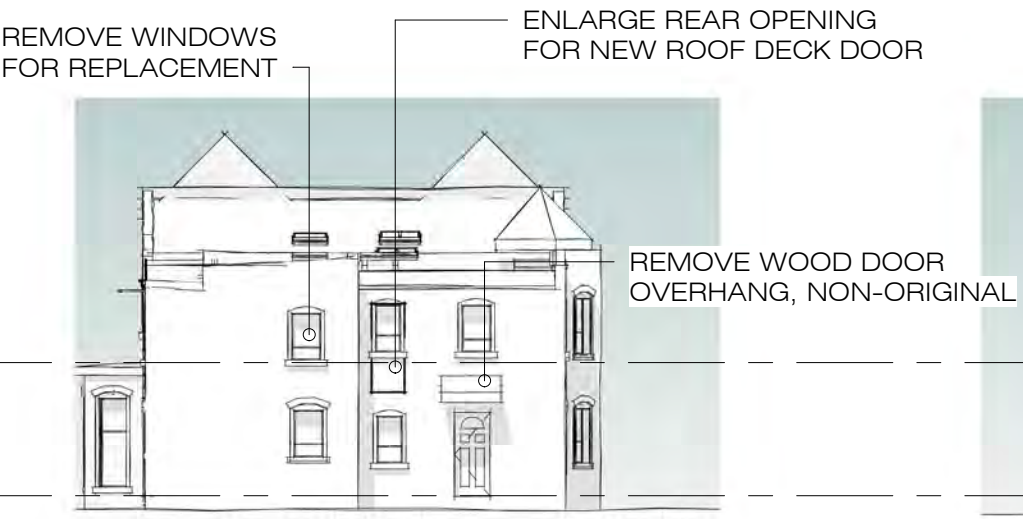 REMOVE WINDOWS
FOR REPLACEMENT
ENLARGE REAR OPENING
FOR NEW ROOF DECK DOOR
REMOVE WOOD DOOR
OVERHANG, NON-ORIGINAL